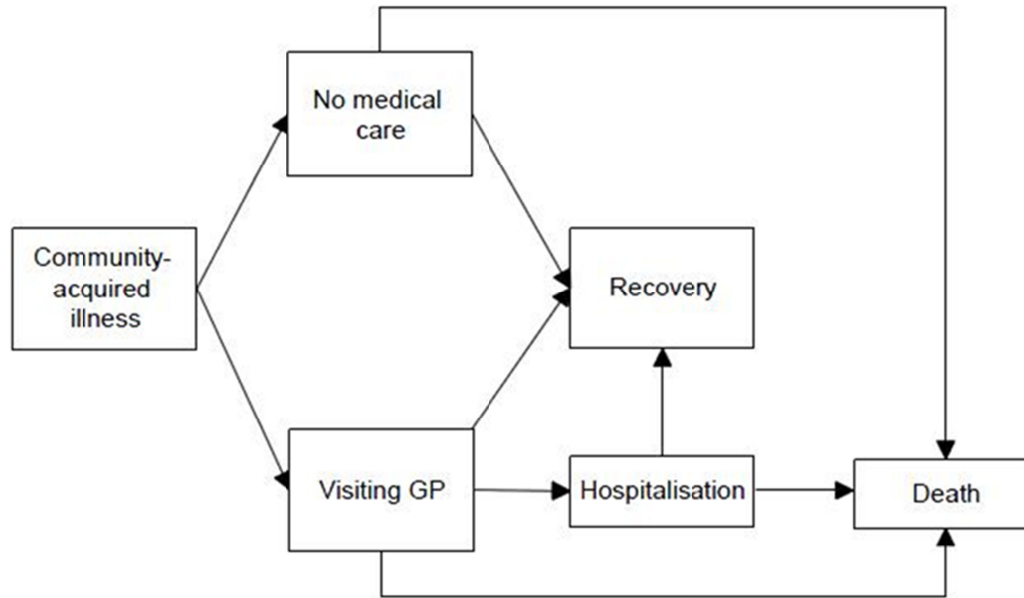 No medical
care
Community-
acquired
illness
Recovery
Visiting GP
Hospitalisation
Death